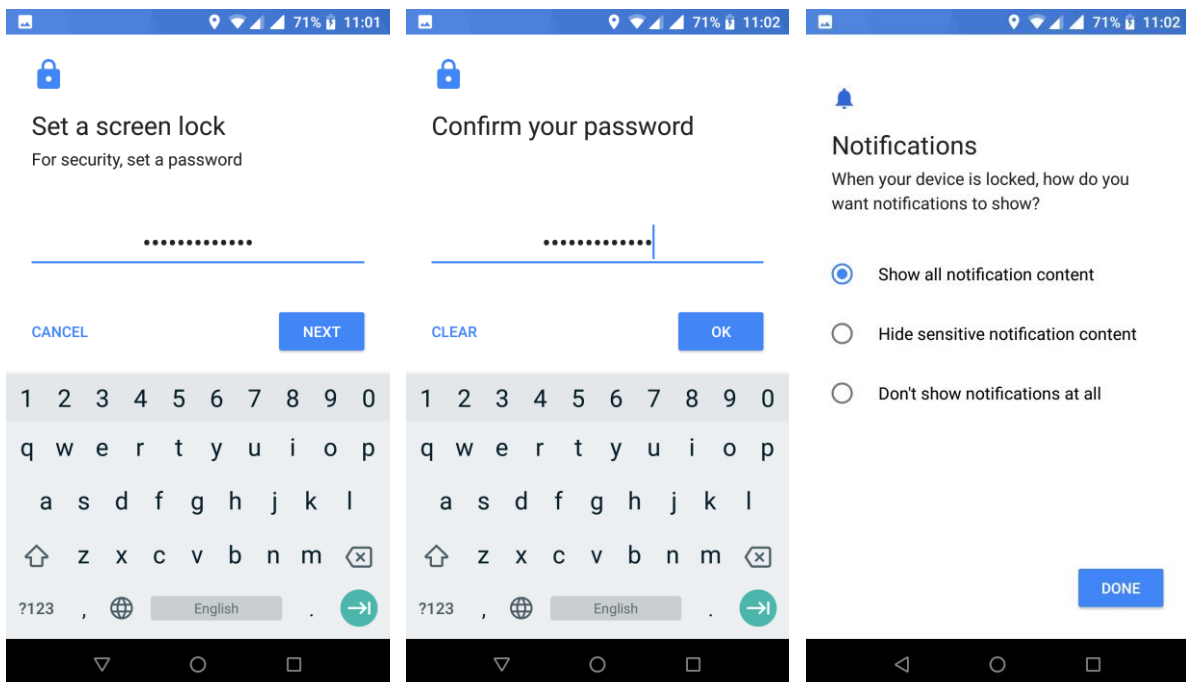 71% 11:01
Set a screen lock
For security, set a password
•••••••••••••
CANCEL NEXT
1 2 3 4 5 6 7 8 9 0
q w e r t y u i o p
a s d f g h j k l
z x c v b n m
?123 , English .
71% 11:02
Confirm your password
•••••••••••••
CLEAR OK
1 2 3 4 5 6 7 8 9 0
q w e r t y u i o p
a s d f g h j k l
z x c v b n m
?123 , English .
71% 11:02
Notifications
When your device is locked, how do you
want notifications to show?
Show all notification content
Hide sensitive notification content
Don't show notifications at all
DONE